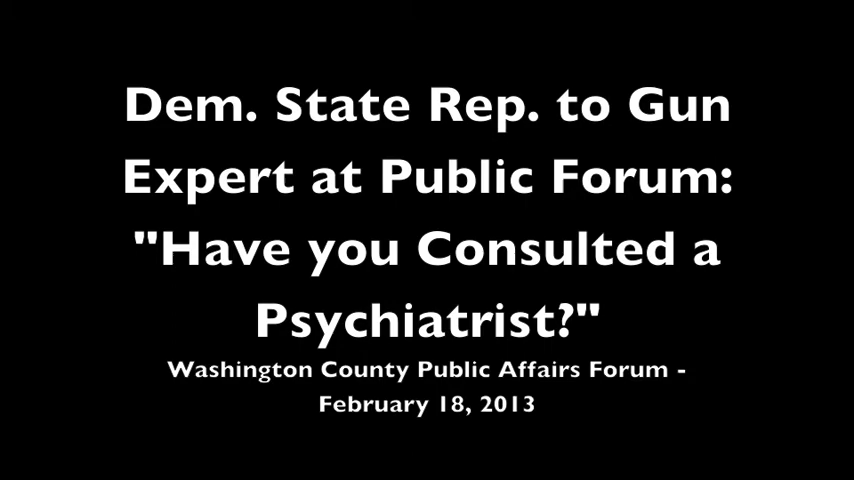 Dem. State Rep. to Gun
Expert at Public Forum:
"Have you Consulted a
Psychiatrist?"
Washington County Public Affairs Forum -
February 18, 2013